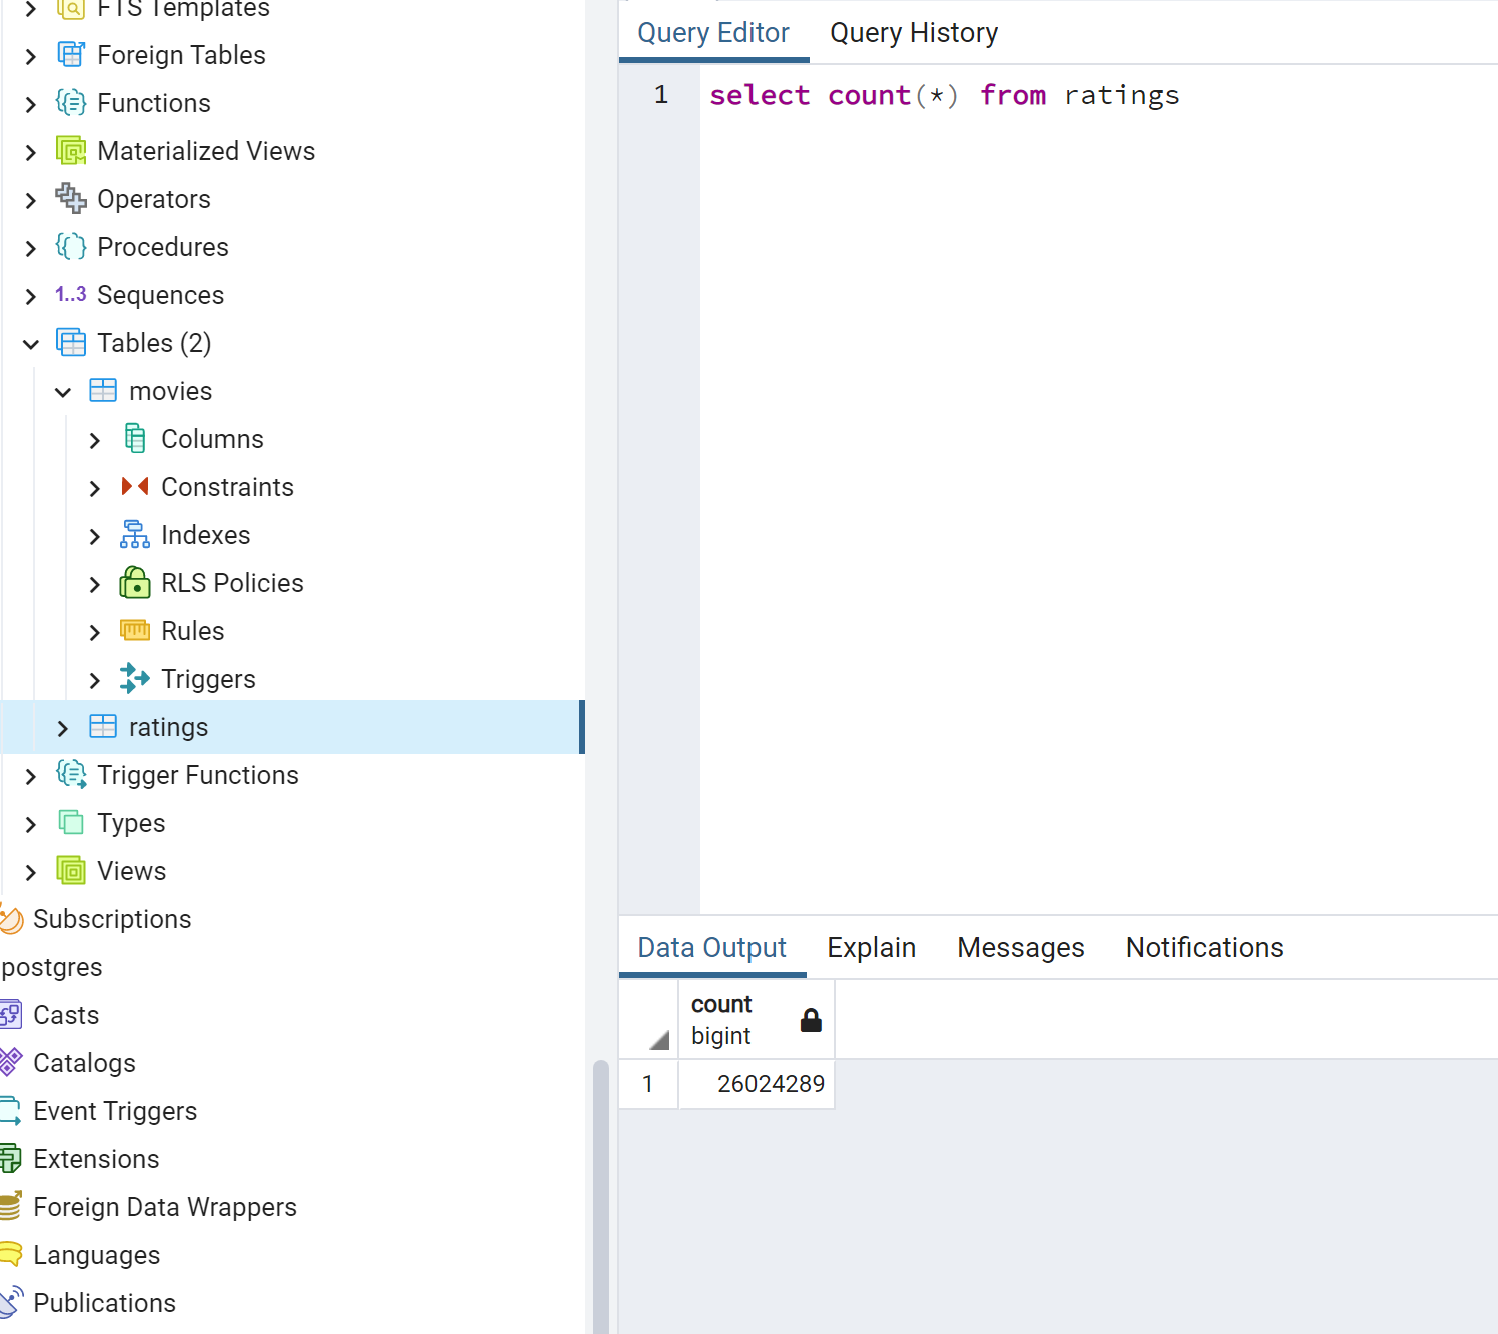 FTS Templates
Foreign Tables
Functions
Materialized Views
Operators
Procedures
1..3 Sequences
Tables (2)
movies
Columns
Constraints
Indexes
RLS Policies
Rules
Triggers
ratings
Trigger Functions
Types
Views
Subscriptions
postgres
Casts
Catalogs
Event Triggers
Extensions
Foreign Data Wrappers
Languages
Publications
Query Editor Query History
1 select count(*) from ratings
Data Output Explain Messages Notifications
count
bigint
1 26024289